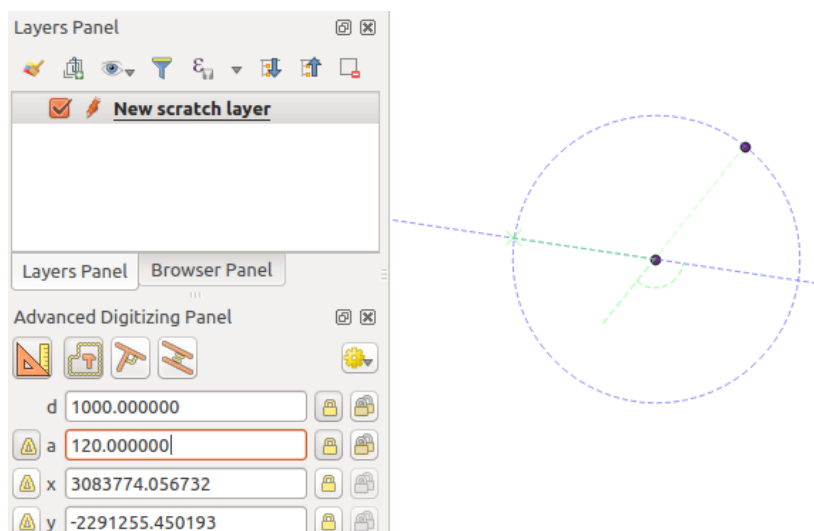 Layers Panel
New scratch layer
Layers Panel Browser Panel
Advanced Digitizing Panel
d 1000.000000
a 120.000000
x 3083774.056732
y -2291255.450193